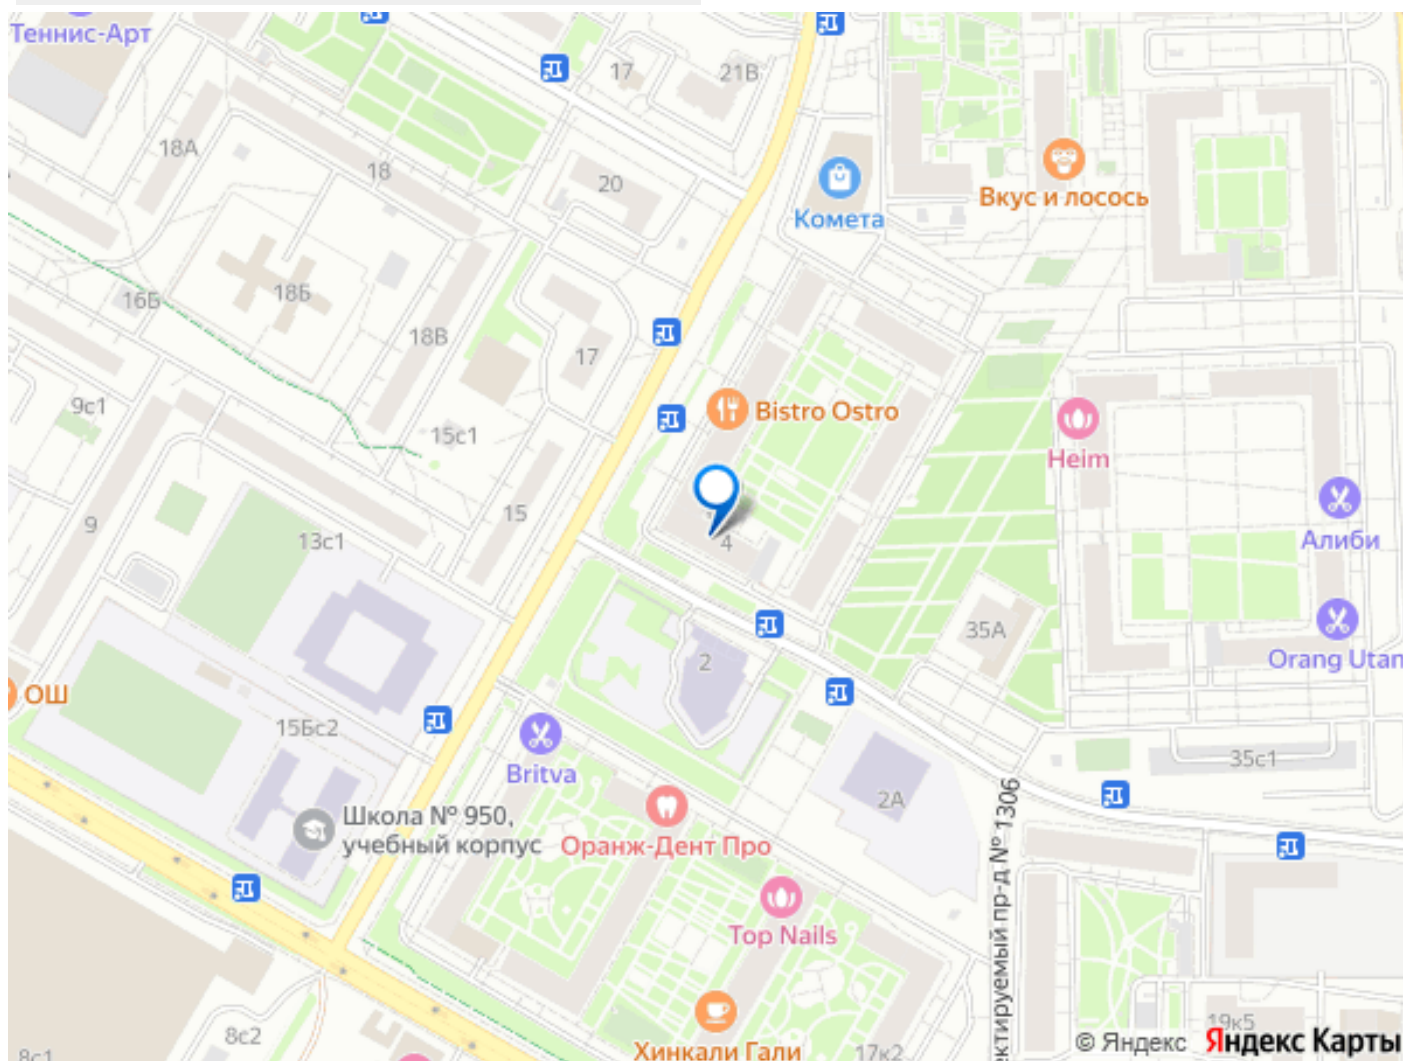 Теннис-Арт
17
21В
18А
18
20
Комета
Вкус и лосось
18Б
16Б
18В
17
9с1
15с1
Bistro Ostro
Heim
9
13с1
15
4
Алиби
2
35А
Orang Utan
ОШ
15Бс2
Britva
35с1
2А
Школа № 950,
учебный корпус
Оранж-Дент Про
Top Nails
ектируемый пр-д № 1306
8с2
8с1
Хинкали Гали
17к2
19к5
© Яндекс Яндекс Карты